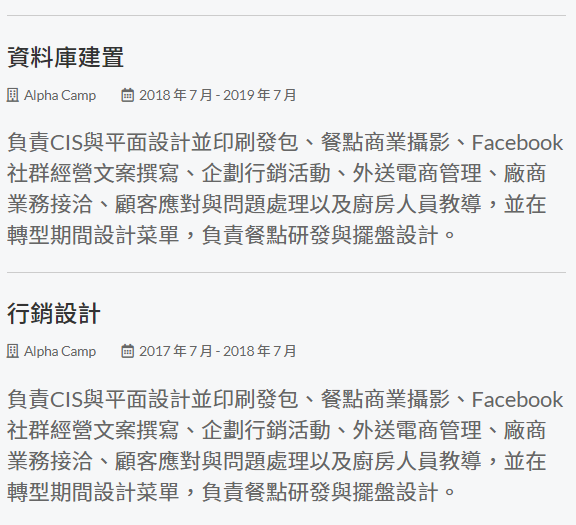 資料庫建置
Alpha Camp 2018 年 7 月 - 2019 年 7 月
負責CIS與平面設計並印刷發包、餐點商業攝影、Facebook
社群經營文案撰寫、企劃行銷活動、外送電商管理、廠商
業務接洽、顧客應對與問題處理以及廚房人員教導，並在
轉型期間設計菜單，負責餐點研發與擺盤設計。
行銷設計
Alpha Camp 2017 年 7 月 - 2018 年 7 月
負責CIS與平面設計並印刷發包、餐點商業攝影、Facebook
社群經營文案撰寫、企劃行銷活動、外送電商管理、廠商
業務接洽、顧客應對與問題處理以及廚房人員教導，並在
轉型期間設計菜單，負責餐點研發與擺盤設計。